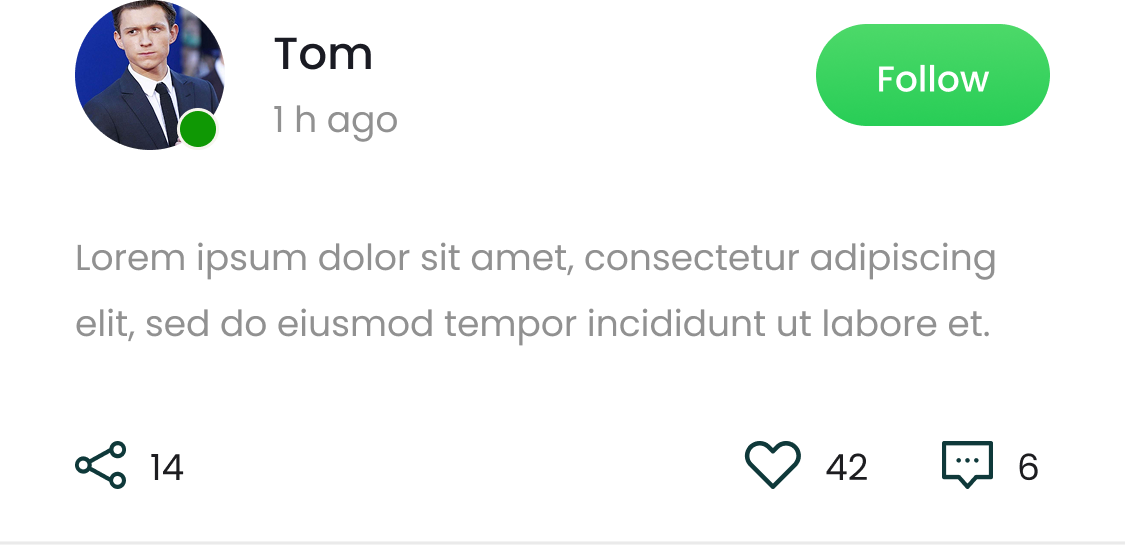 Tom
Follow
1 h ago
Lorem ipsum dolor sit amet, consectetur adipiscing
elit, sed do eiusmod tempor incididunt ut labore et.
14
42
6